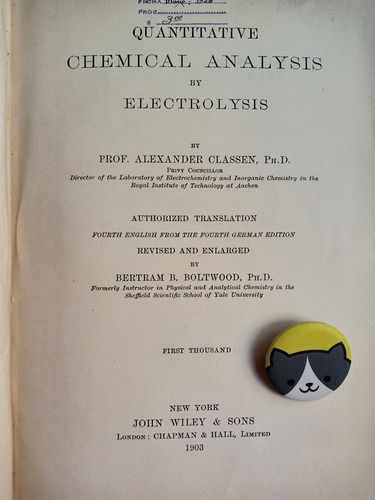 PROC.
$ 3.00
QUANTITATIVE
CHEMICAL ANALYSIS
BY
ELECTROLYSIS
BY
PROF. ALEXANDER CLASSEN, PH.D.
PRIVY COUNCILLOR
Director of the Laboratory of Electrochemistry and Inorganic Chemistry in the
Royal Institute of Technology at Aachen
AUTHORIZED TRANSLATION
FOURTH ENGLISH FROM THE FOURTH GERMAN EDITION
REVISED AND ENLARGED
BY
BERTRAM B. BOLTWOOD, PH.D.
Formerly Instructor in Physical and Analytical Chemistry in the
Sheffield Scientific School of Yale University
FIRST THOUSAND
NEW YORK
JOHN WILEY & SONS
LONDON: CHAPMAN & HALL, LIMITED
1903